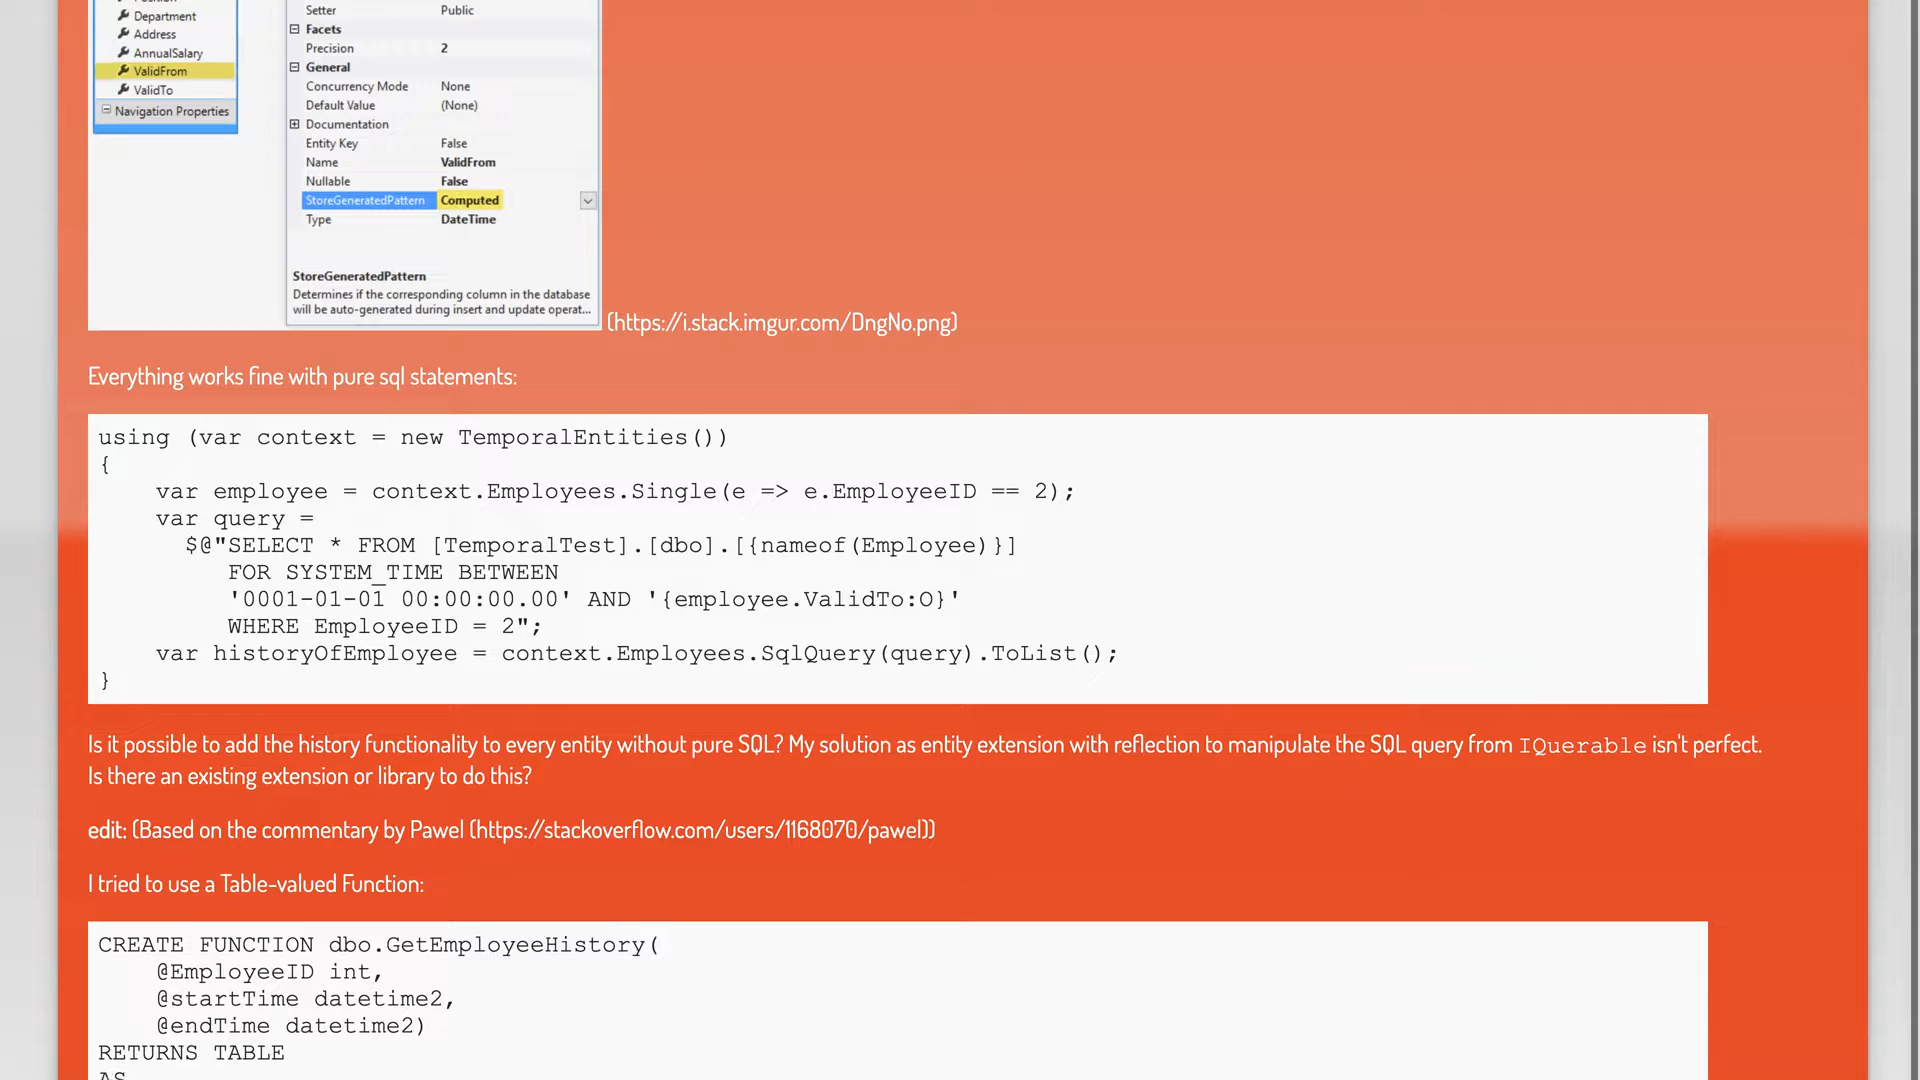 Department
Address
AnnualSalary
ValidFrom
ValidTo
Navigation Properties
Setter Public
Facets
Precision 2
General
Concurrency Mode None
Default Value (None)
Documentation
Entity Key False
Name ValidFrom
Nullable False
StoreGeneratedPattern Computed
Type DateTime
StoreGeneratedPattern
Determines if the corresponding column in the database
will be auto-generated during insert and update operat...
(https://i.stack.imgur.com/DngNo.png)
Everything works fine with pure sql statements:
using (var context = new TemporalEntities())
{
var employee = context.Employees.Single(e => e.EmployeeID == 2);
var query =
$@"SELECT * FROM [TemporalTest].[dbo].[{nameof(Employee)}]
FOR SYSTEM_TIME BETWEEN
'0001-01-01 00:00:00.00' AND '{employee.ValidTo:O}'
WHERE EmployeeID = 2";
var historyOfEmployee = context.Employees.SqlQuery(query).ToList();
}
Is it possible to add the history functionality to every entity without pure SQL? My solution as entity extension with reflection to manipulate the SQL query from IQuerable isn't perfect.
Is there an existing extension or library to do this?
edit: (Based on the commentary by Pawel (https://stackoverflow.com/users/1168070/pawel))
I tried to use a Table-valued Function:
CREATE FUNCTION dbo.GetEmployeeHistory(
@EmployeeID int,
@startTime datetime2,
@endTime datetime2)
RETURNS TABLE
AS